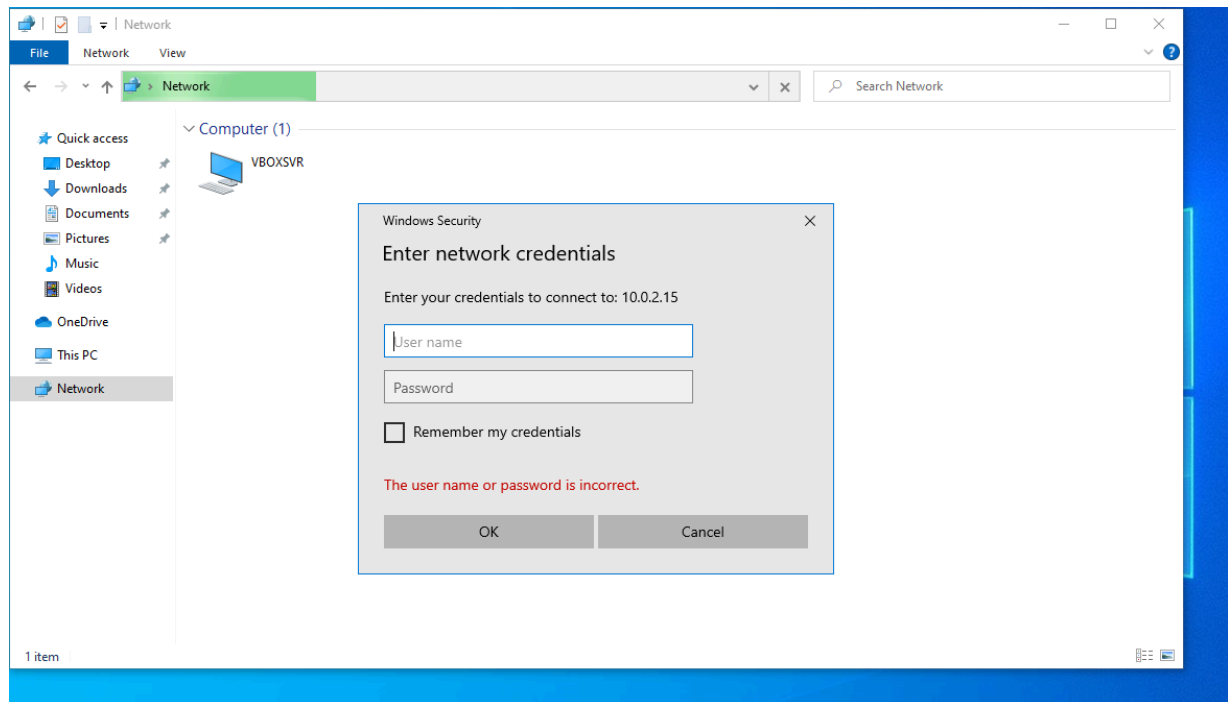 Network
File Network View
Network
Search Network
Quick access
Desktop
Downloads
Documents
Pictures
Music
Videos
OneDrive
This PC
Network
Computer (1)
VBOXSVR
Windows Security
Enter network credentials
Enter your credentials to connect to: 10.0.2.15
User name
Password
Remember my credentials
The user name or password is incorrect.
OK Cancel
1 item